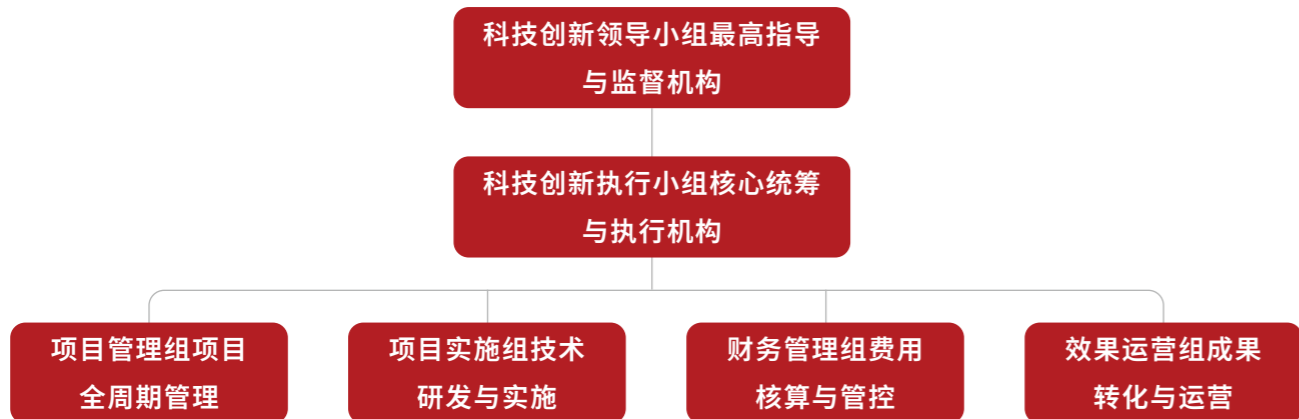 科技创新领导小组最高指导
与监督机构
科技创新执行小组核心统筹
与执行机构
项目管理组项目
全周期管理
项目实施组技术
研发与实施
财务管理组费用
核算与管控
效果运营组成果
转化与运营